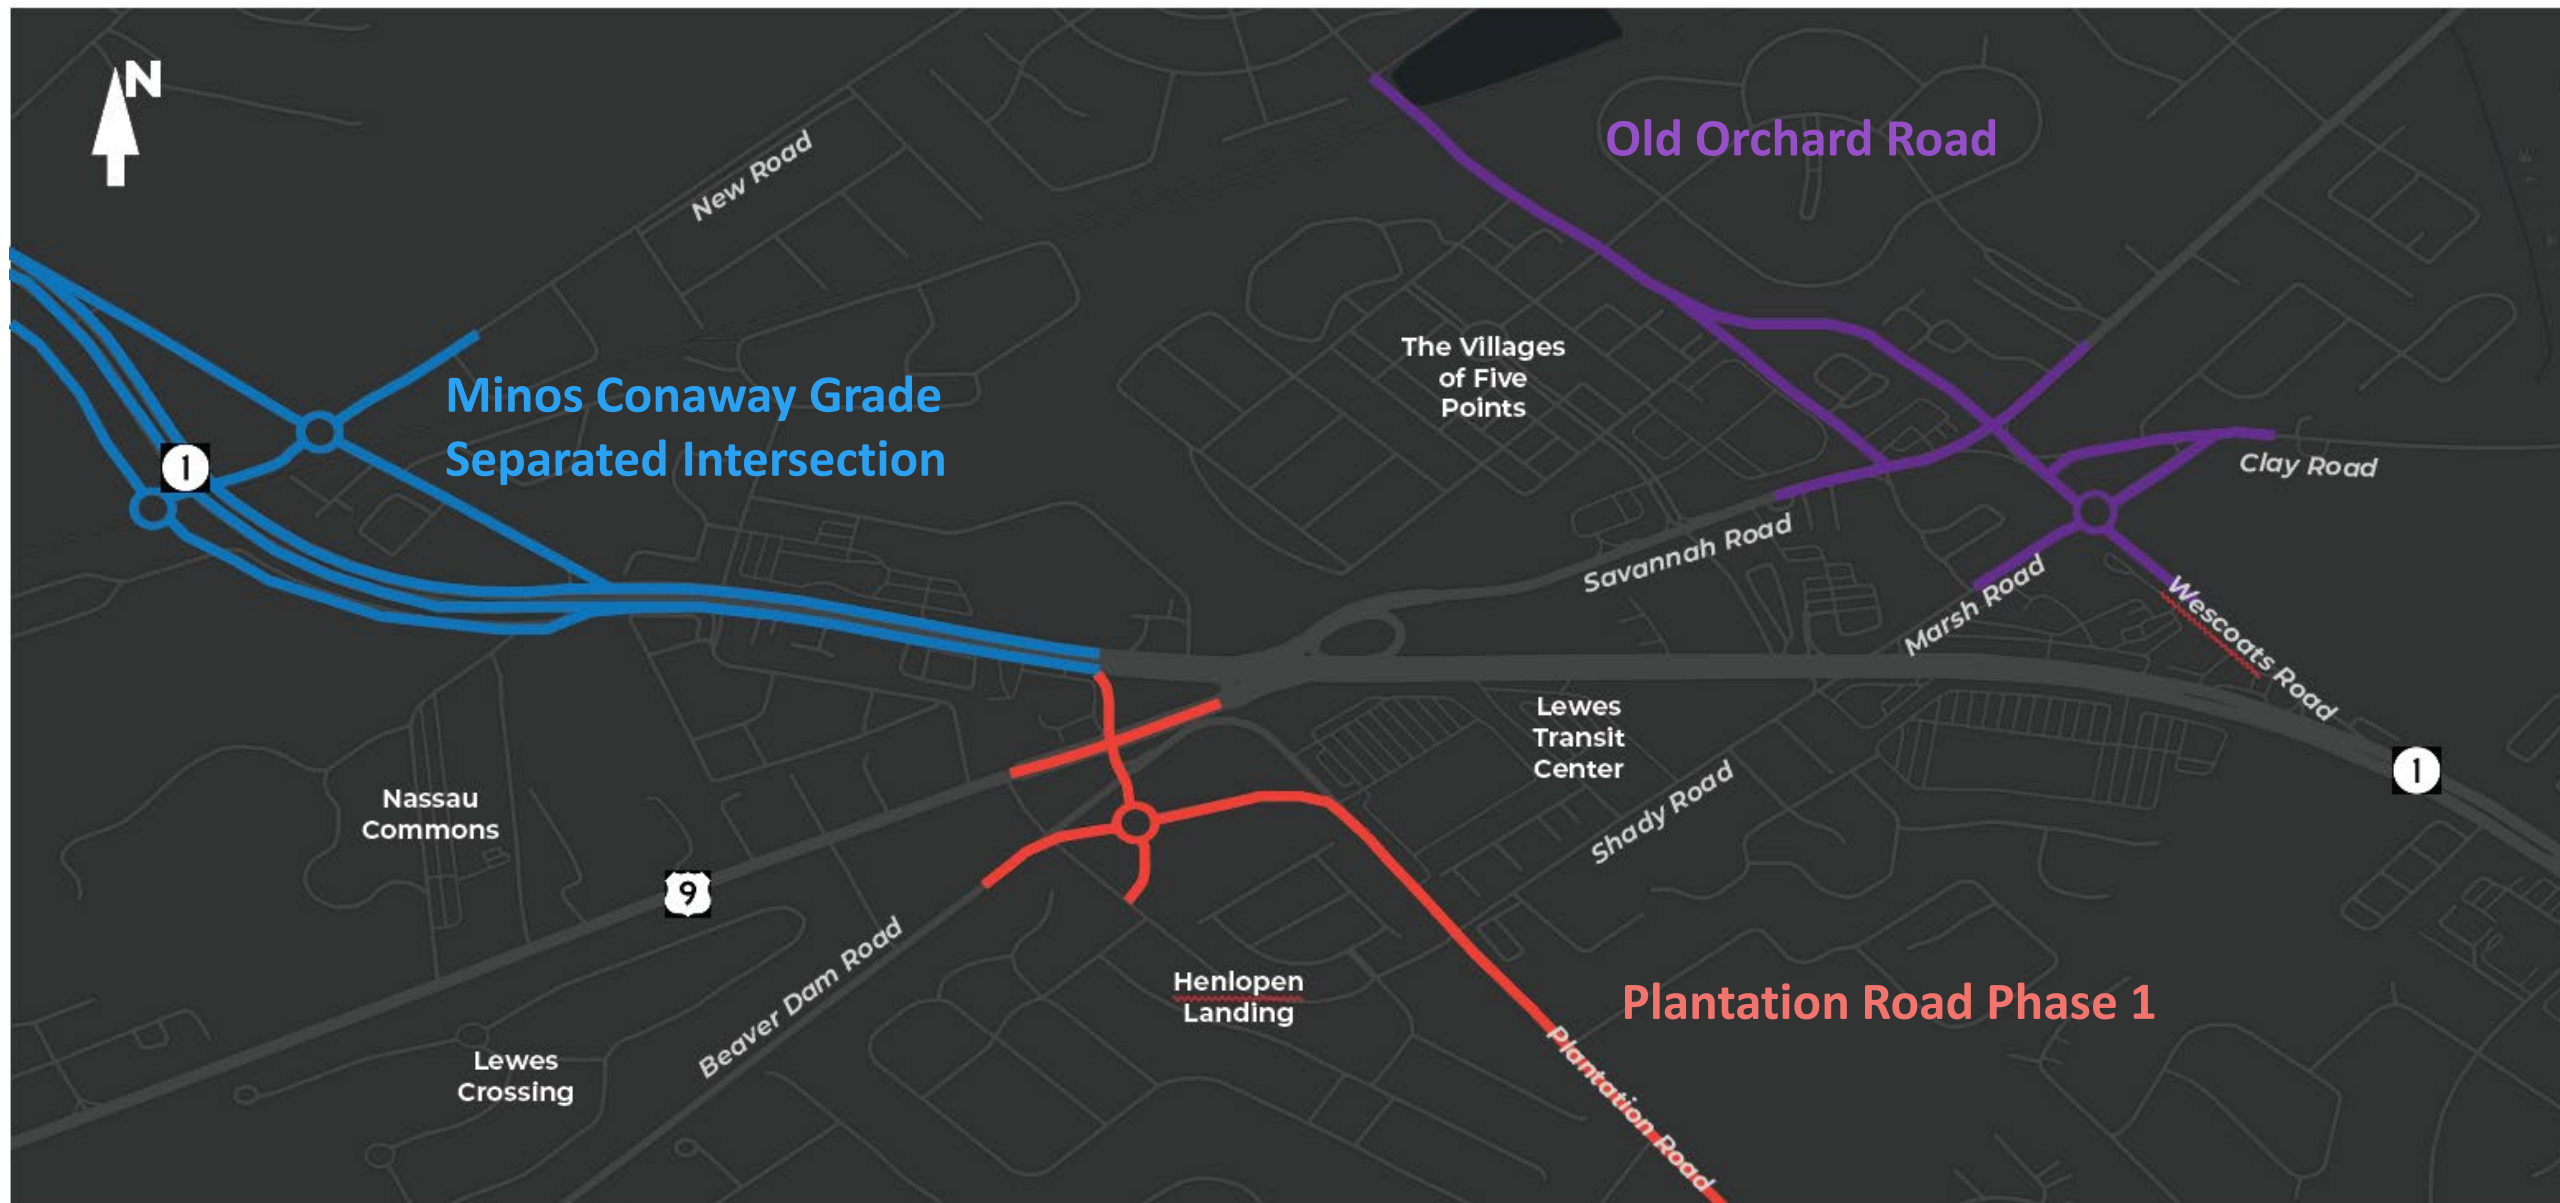 N
New Road
Old Orchard Road
The Villages
of Five
Points
Minos Conaway Grade
Separated Intersection
1
Clay Road
Savannah Road
Marsh Road
Wescoats Road
Lewes
Transit
Center
1
Nassau
Commons
Shady Road
9
Beaver Dam Road
Henlopen
Landing
Plantation Road Phase 1
Lewes
Crossing
Plantation Road